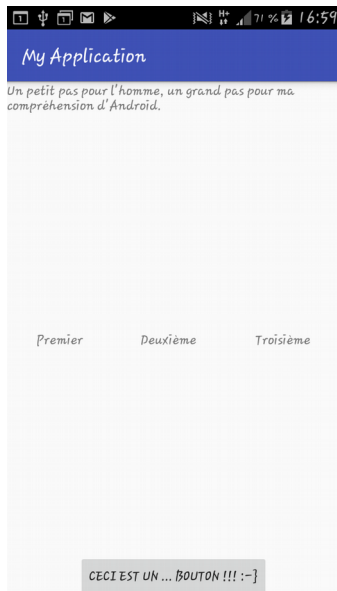 H+ 71 % 16:59
My Application
Un petit pas pour l'homme, un grand pas pour ma
compréhension d'Android.
Premier Deuxième Troisième
CECI EST UN ... BOUTON !!! :-}